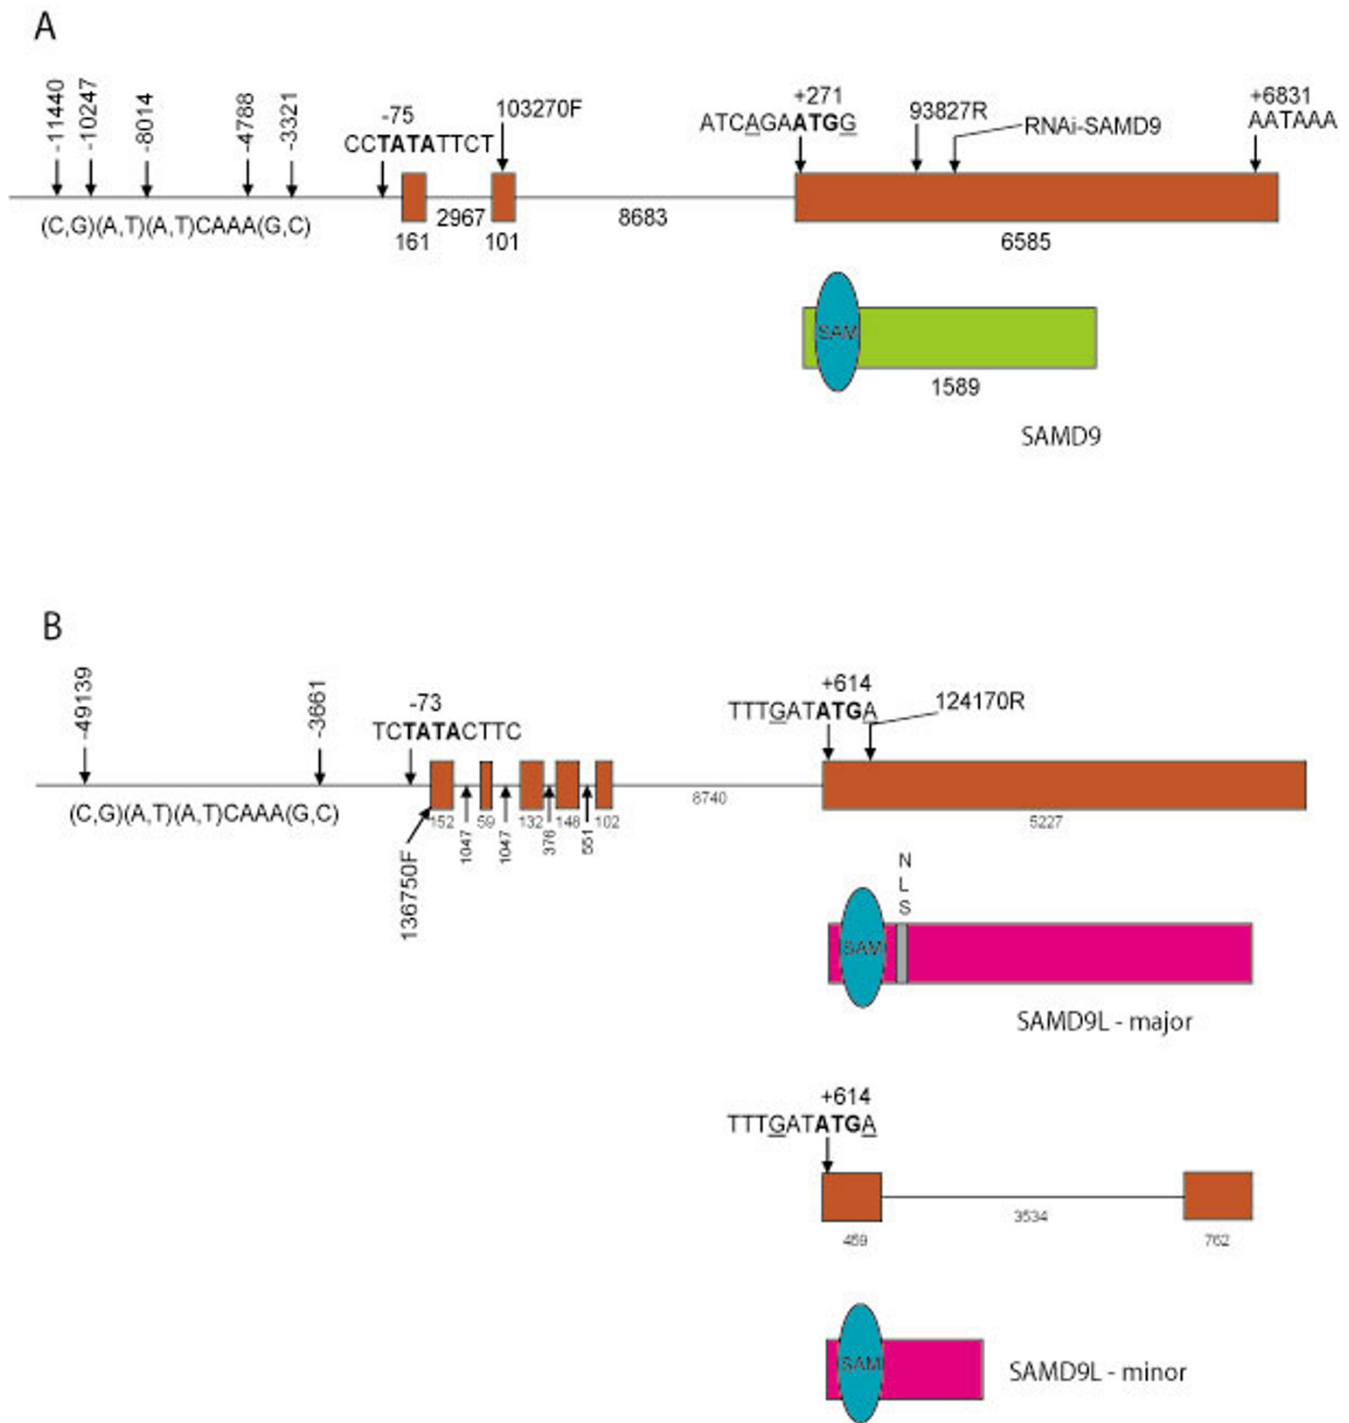 A
-11440
-10247
-8014
-4788
-3321
-75
CCTATATTCT
103270F
+271
ATCAGAATGG
93827R
RNAi-SAMD9
+6831
AATAAA
(C,G)(A,T)(A,T)CAAA(G,C)
161
2967
101
8683
6585
SAM
1589
SAMD9
B
-49139
-3661
-73
TCTATACTTC
+614
TTTGATATGA
124170R
(C,G)(A,T)(A,T)CAAA(G,C)
136750F
152
1047
59
1047
132
376
148
551
102
8740
5227
N
L
S
SAM
SAMD9L - major
+614
TTTGATATGA
469
3534
762
SAM
SAMD9L - minor